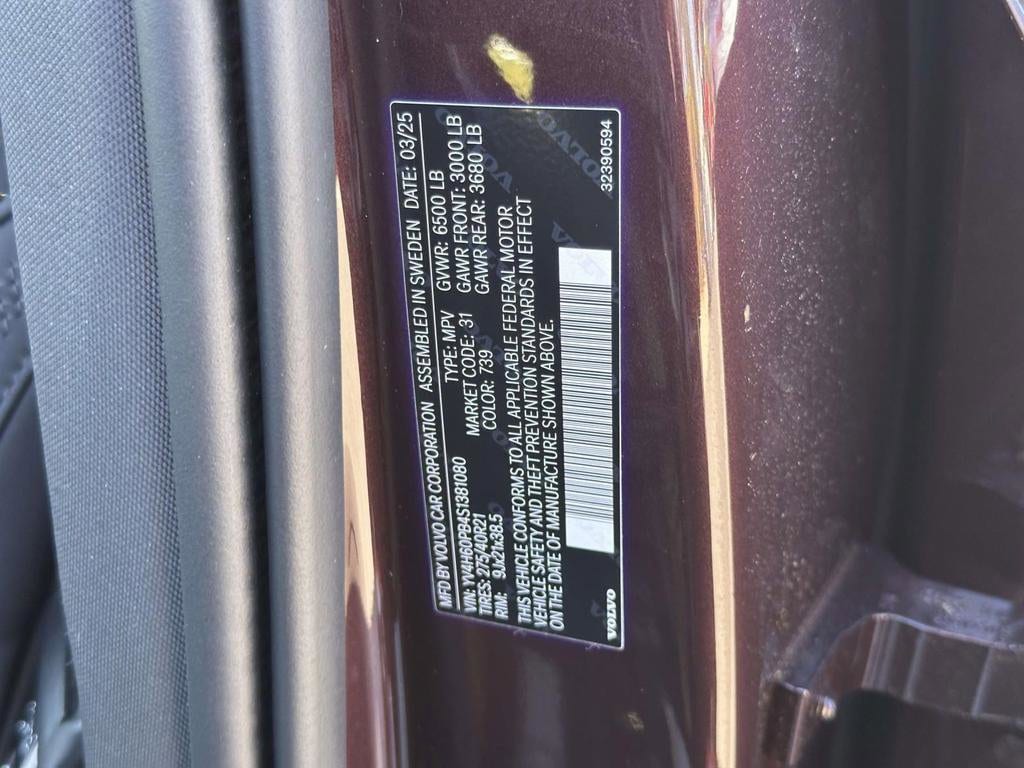 MFD BY VOLVO CAR CORPORATION ASSEMBLED IN SWEDEN DATE: 03/25
VIN: YV4H60PB4S1381080 TYPE: MPV GVWR: 6500 LB
TIRES: 275/40R21 MARKET CODE: 31 GAWR FRONT: 3000 LB
RIM: 9Jx21x38.5 COLOR: 739 GAWR REAR: 3680 LB
THIS VEHICLE CONFORMS TO ALL APPLICABLE FEDERAL MOTOR
VEHICLE SAFETY AND THEFT PREVENTION STANDARDS IN EFFECT
ON THE DATE OF MANUFACTURE SHOWN ABOVE.
VOLVO 32390594